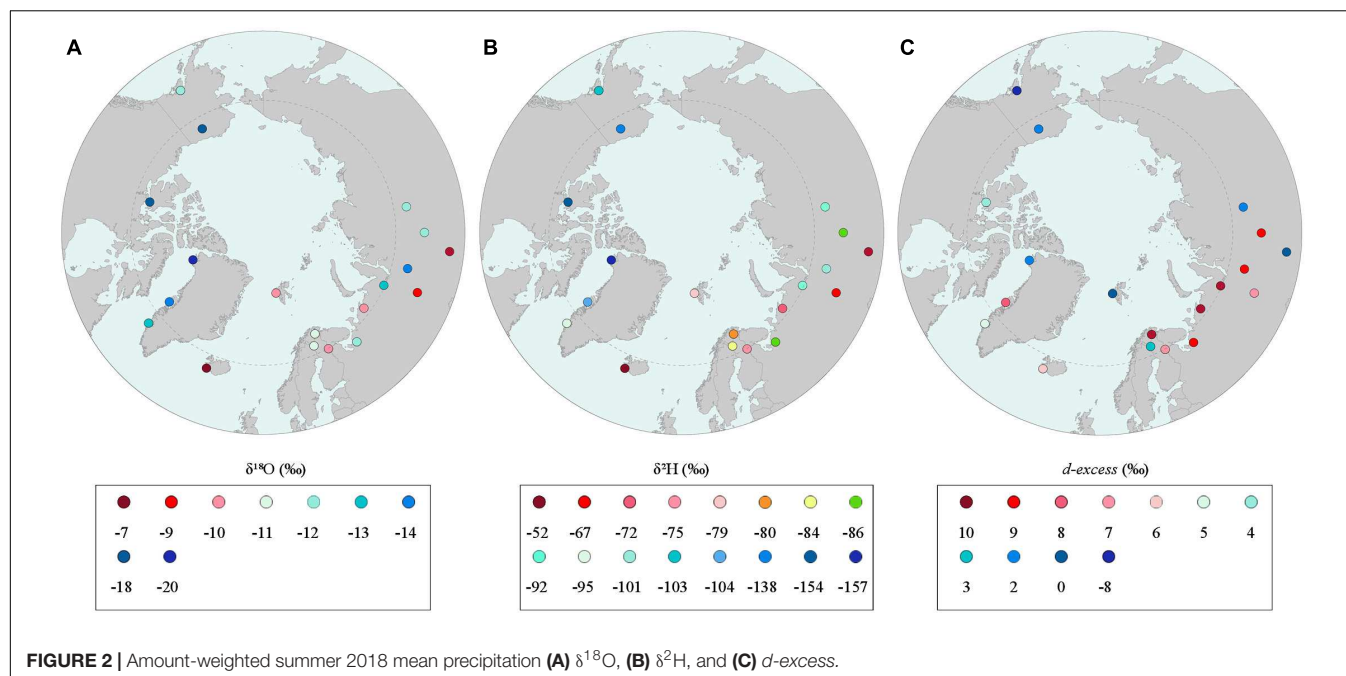 A
B
C
δ¹⁸O (‰)
-7 -9 -10 -11 -12 -13 -14
-18 -20
δ²H (‰)
-52 -67 -72 -75 -79 -80 -84 -86
-92 -95 -101 -103 -104 -138 -154 -157
d-excess (‰)
10 9 8 7 6 5 4
3 2 0 -8
FIGURE 2 | Amount-weighted summer 2018 mean precipitation (A) δ¹⁸O, (B) δ²H, and (C) d-excess.